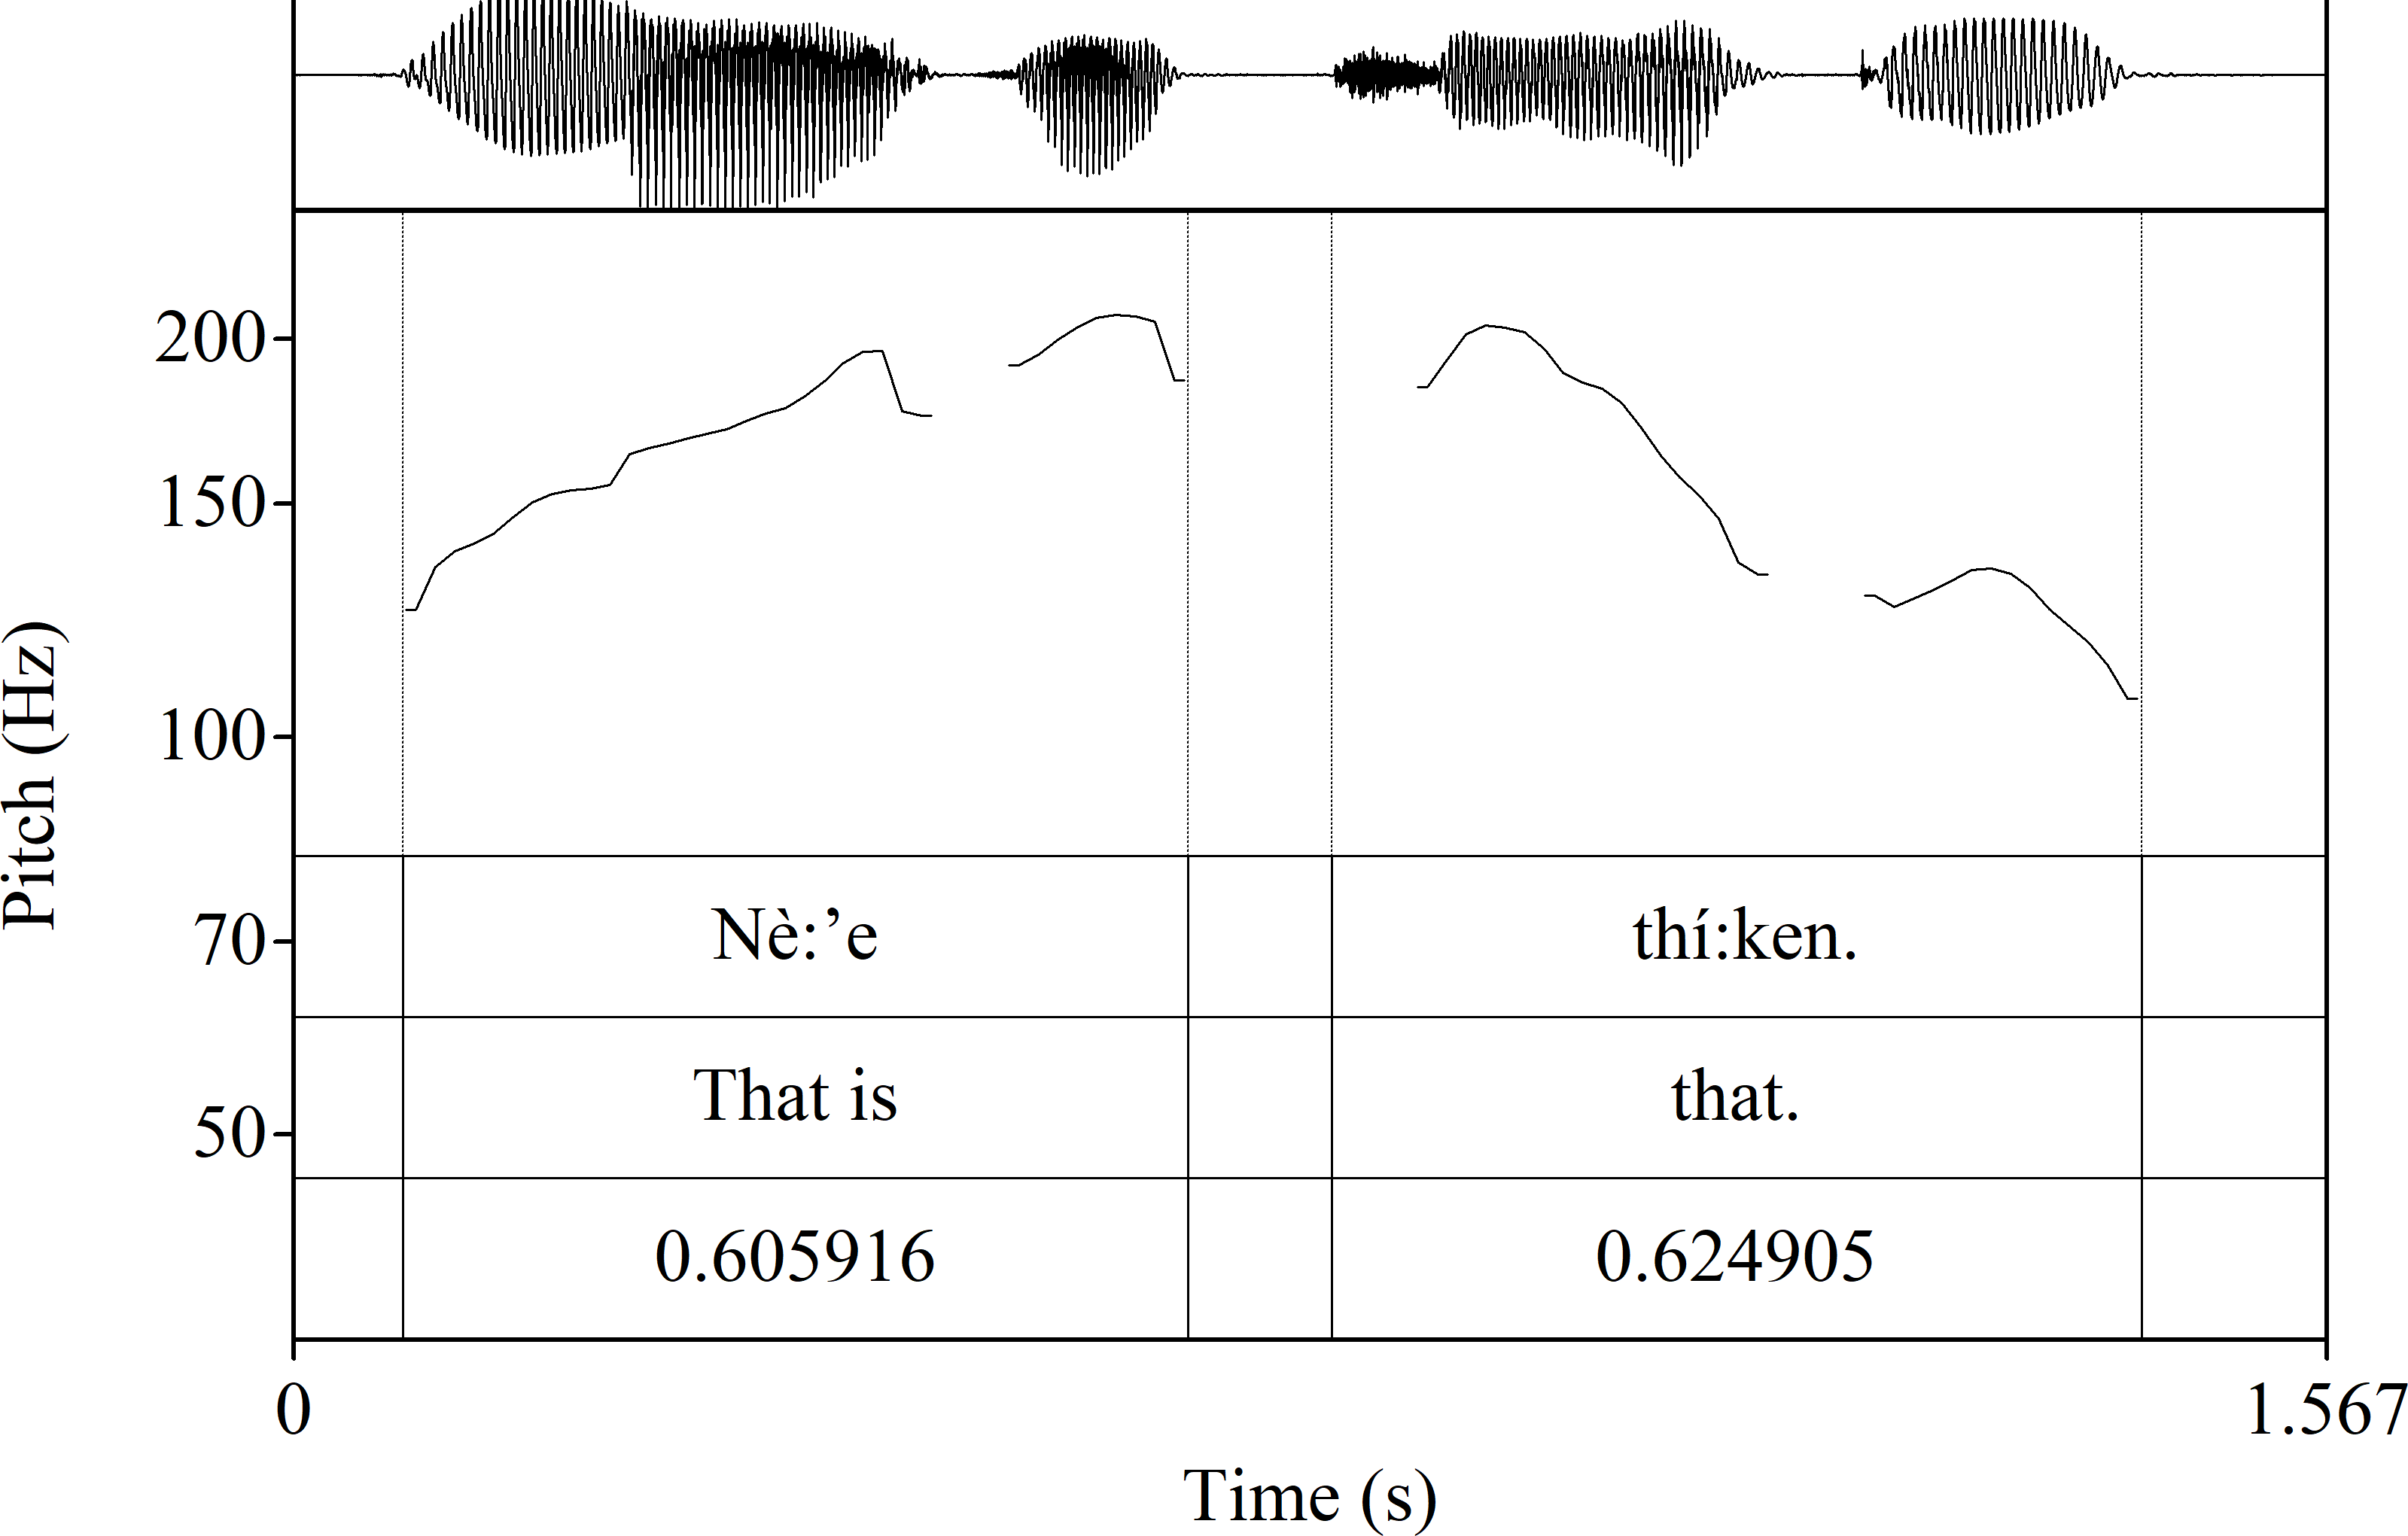 200
150
100
70
50
Pitch (Hz)
Nè:’e thí:ken.
That is that.
0.605916 0.624905
0 1.567
Time (s)